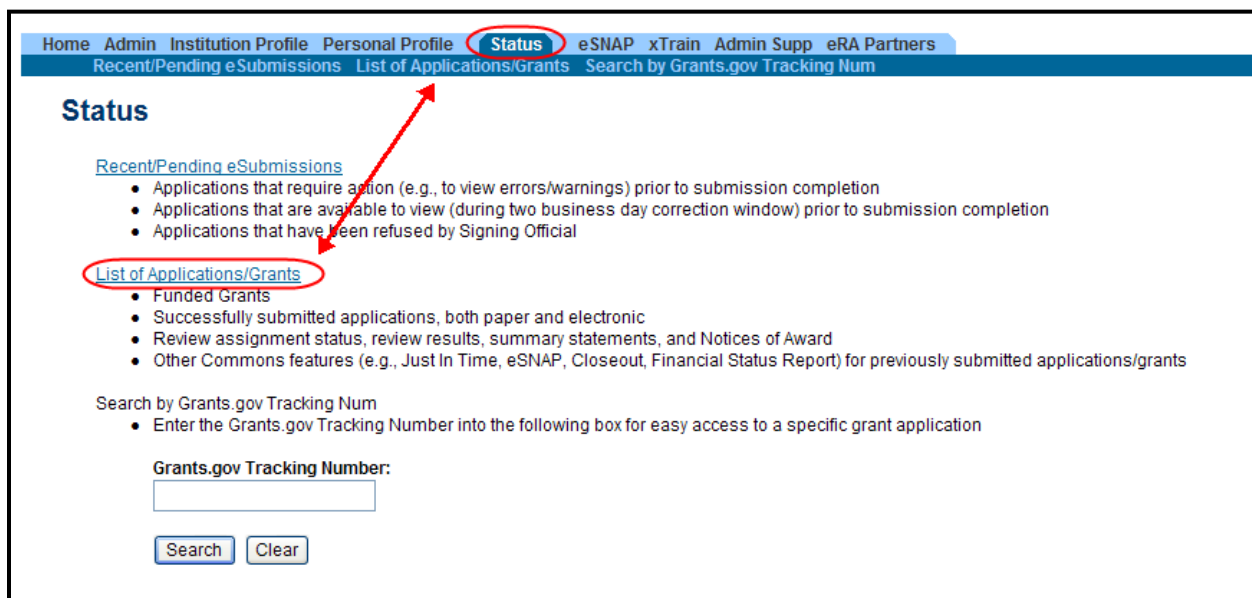 Home Admin Institution Profile Personal Profile Status eSNAP xTrain Admin Supp eRA Partners
Recent/Pending eSubmissions List of Applications/Grants Search by Grants.gov Tracking Num
Status
Recent/Pending eSubmissions
• Applications that require action (e.g., to view errors/warnings) prior to submission completion
• Applications that are available to view (during two business day correction window) prior to submission completion
• Applications that have been refused by Signing Official
List of Applications/Grants
• Funded Grants
• Successfully submitted applications, both paper and electronic
• Review assignment status, review results, summary statements, and Notices of Award
• Other Commons features (e.g., Just In Time, eSNAP, Closeout, Financial Status Report) for previously submitted applications/grants
Search by Grants.gov Tracking Num
• Enter the Grants.gov Tracking Number into the following box for easy access to a specific grant application
Grants.gov Tracking Number:
Search Clear